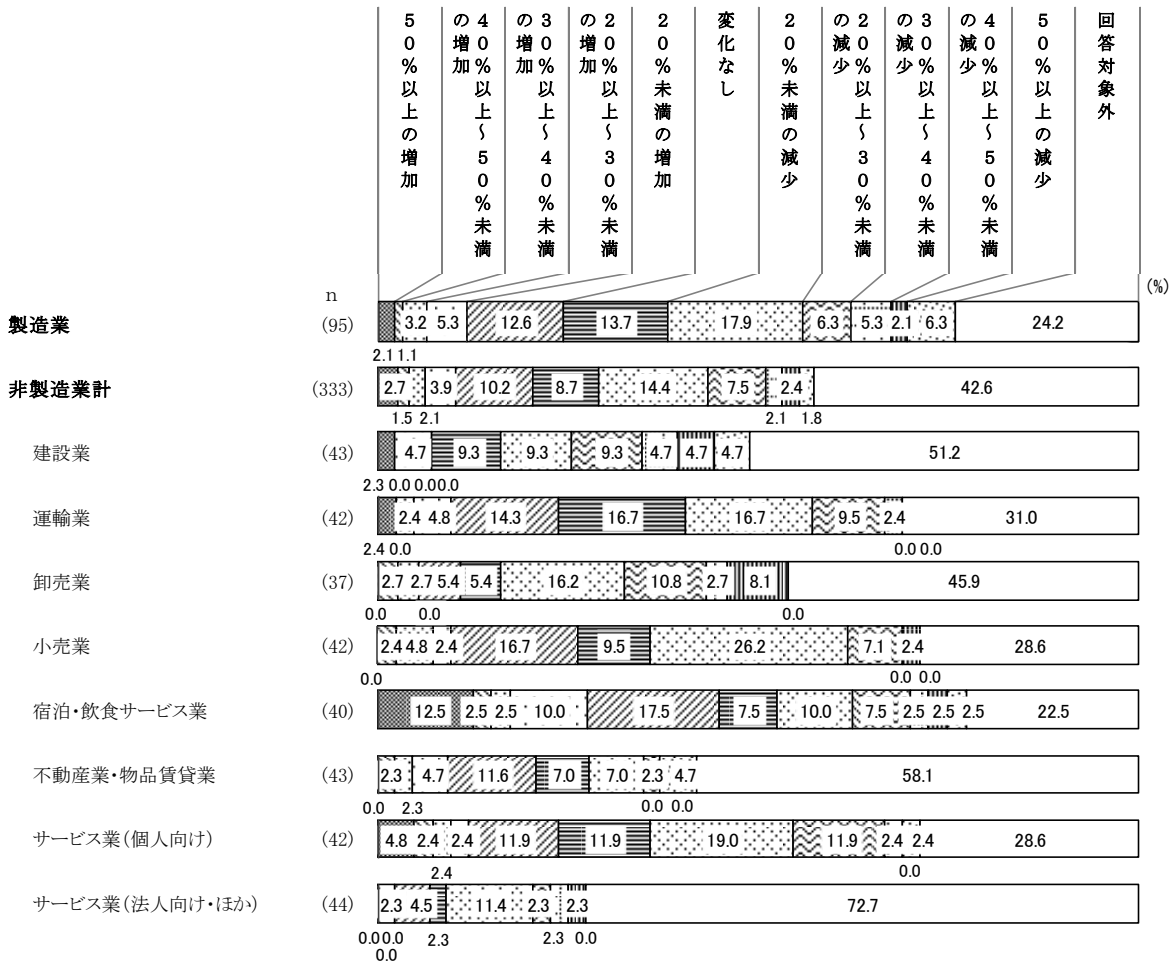 50%以上の増加
40%以上~50%未満
の増加
30%以上~40%未満
の増加
20%以上~30%未満
の増加
20%未満の増加
変化なし
20%未満の減少
20%以上~30%未満
の減少
30%以上~40%未満
の減少
40%以上~50%未満
の減少
50%以上の減少
回答対象外
n
(%)
製造業 (95) 3.2 5.3 12.6 13.7 17.9 6.3 5.3 2.1 6.3 24.2
2.1 1.1
非製造業計 (333) 2.7 3.9 10.2 8.7 14.4 7.5 2.4 42.6
1.5 2.1 2.1 1.8
建設業 (43) 4.7 9.3 9.3 9.3 4.7 4.7 4.7 51.2
2.3 0.0 0.0 0.0
運輸業 (42) 2.4 4.8 14.3 16.7 16.7 9.5 2.4 31.0
2.4 0.0 0.0 0.0
卸売業 (37) 2.7 2.7 5.4 5.4 16.2 10.8 2.7 8.1 45.9
0.0 0.0 0.0
小売業 (42) 2.4 4.8 2.4 16.7 9.5 26.2 7.1 2.4 28.6
0.0 0.0 0.0
宿泊・飲食サービス業 (40) 12.5 2.5 2.5 10.0 17.5 7.5 10.0 7.5 2.5 2.5 2.5 22.5
不動産業・物品賃貸業 (43) 2.3 4.7 11.6 7.0 7.0 2.3 4.7 58.1
0.0 2.3 0.0 0.0
サービス業(個人向け) (42) 4.8 2.4 2.4 11.9 11.9 19.0 11.9 2.4 2.4 28.6
2.4 0.0
サービス業(法人向け・ほか) (44) 2.3 4.5 11.4 2.3 2.3 72.7
0.0 0.0 2.3 2.3 0.0
0.0